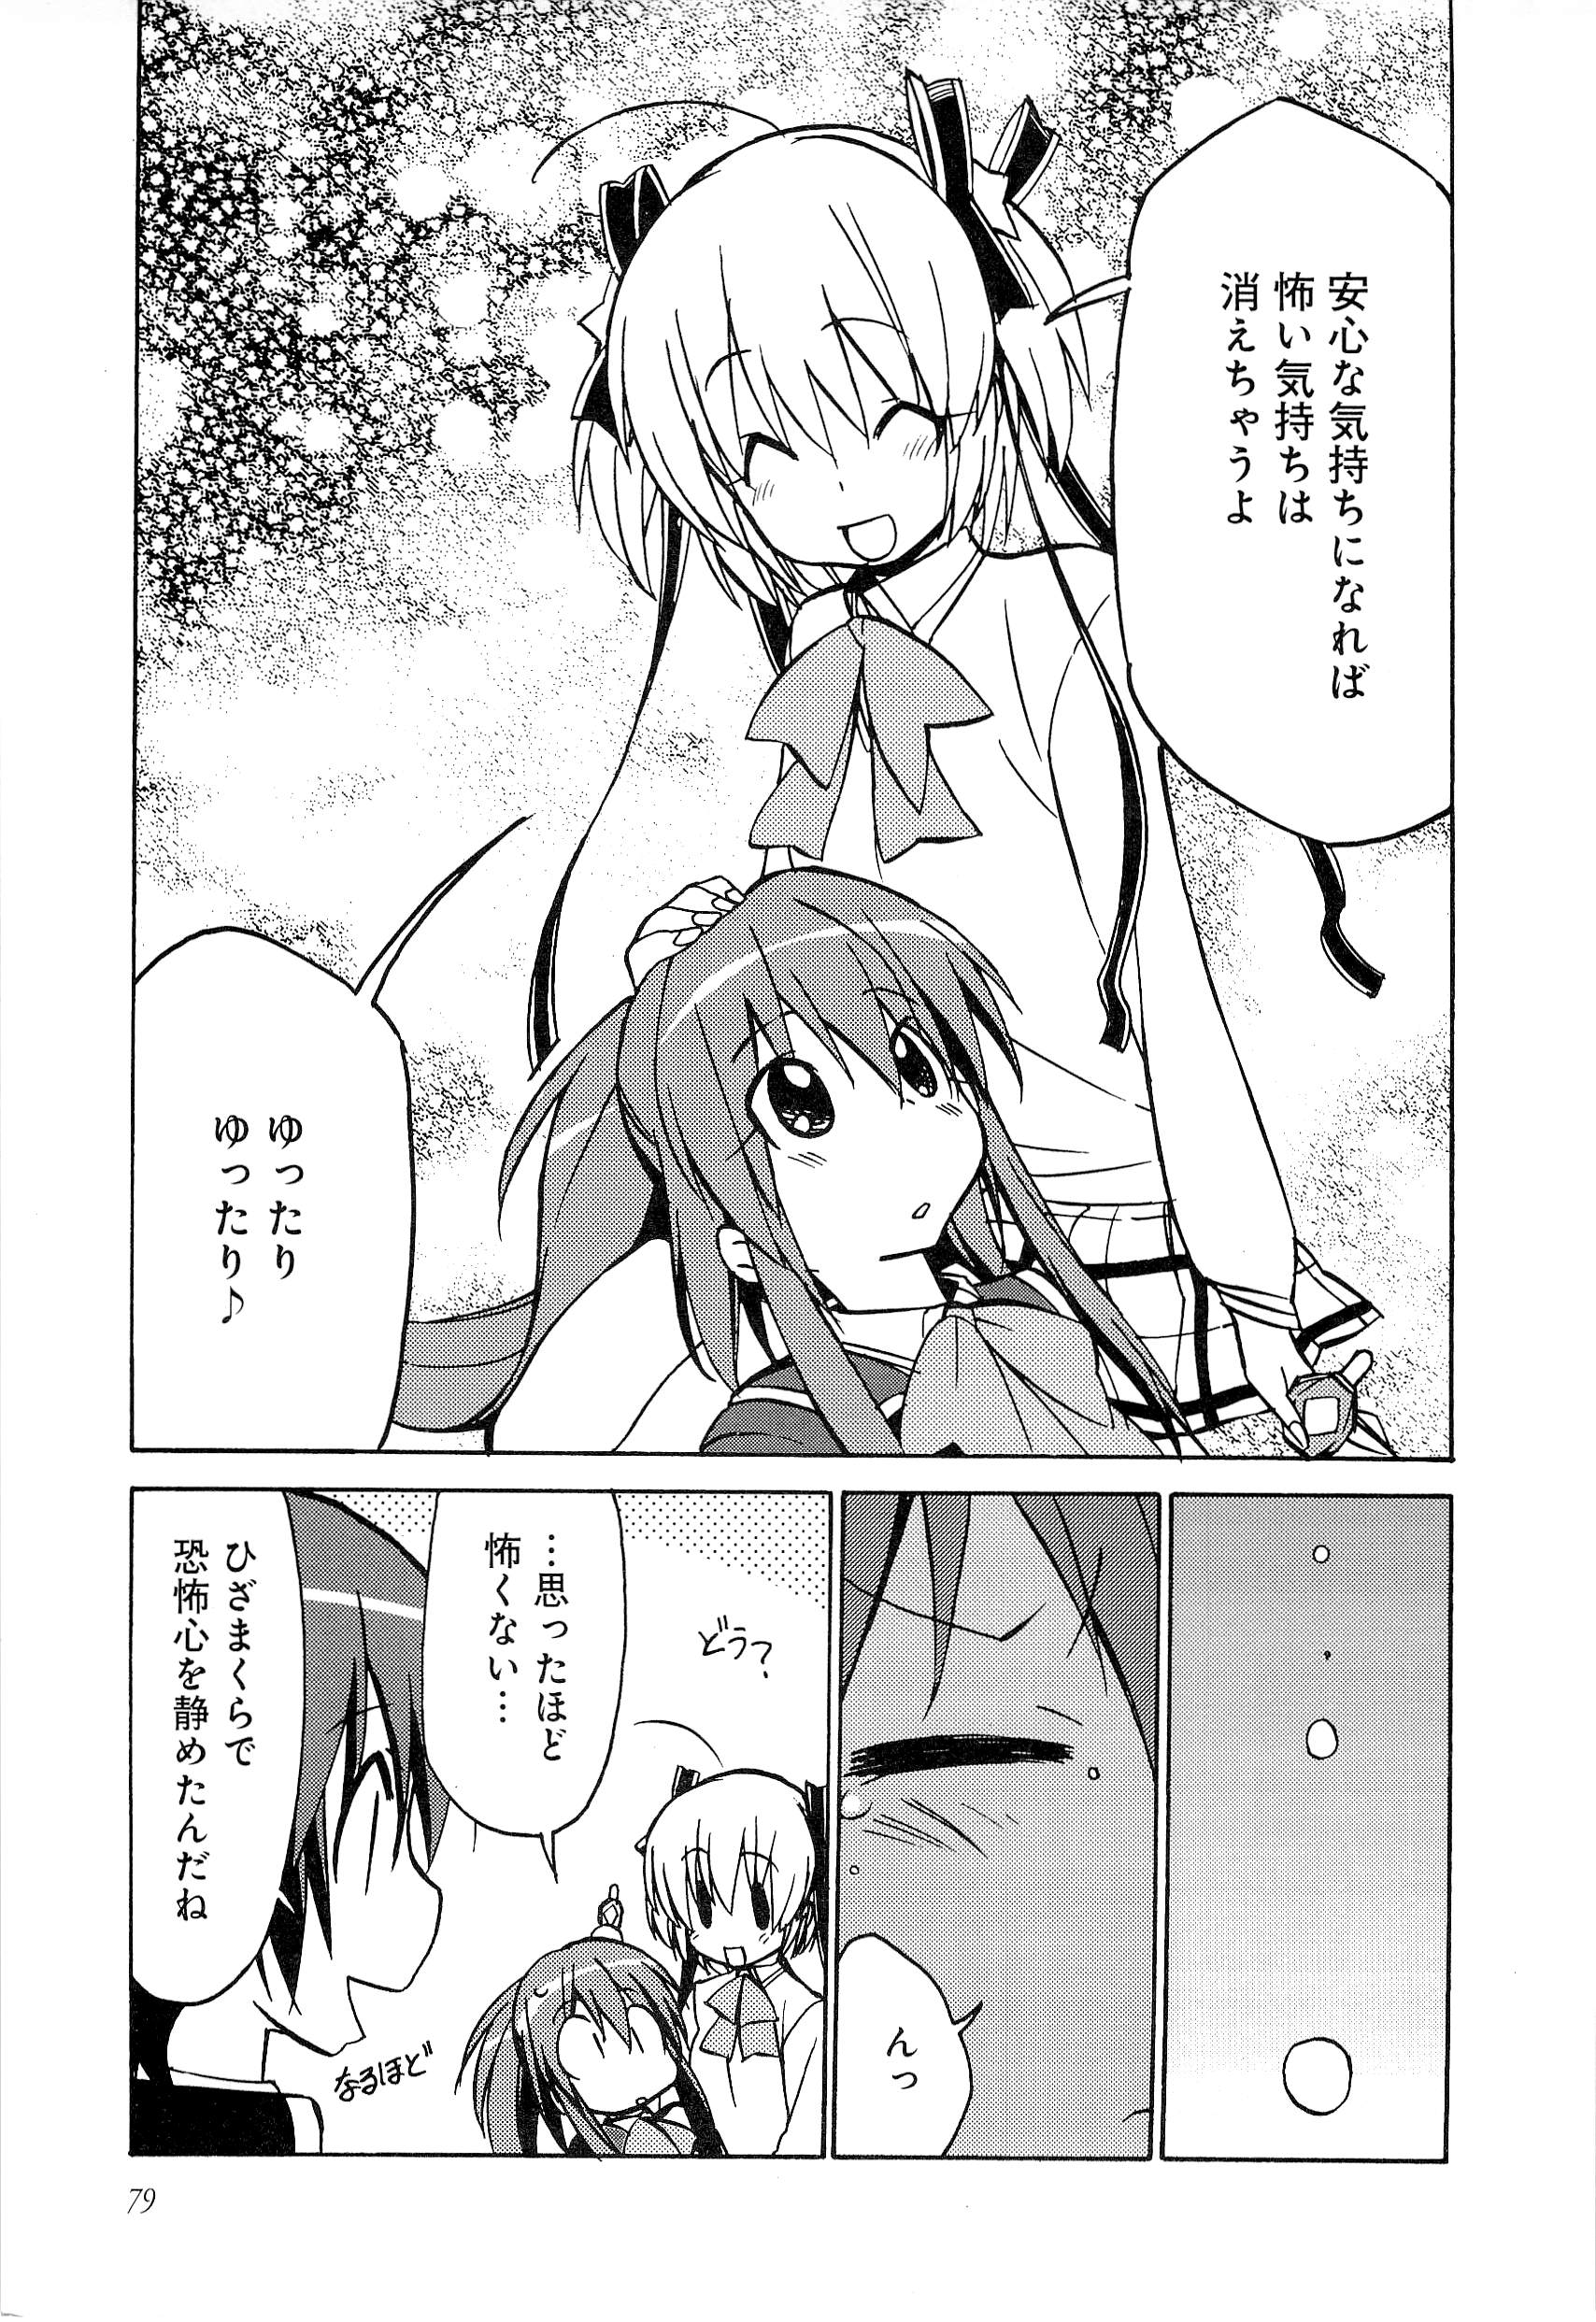 安心な気持ちになれば
怖い気持ちは
消えちゃうよ
ゆったり
ゆったり♪
んっ
どう?
…思ったほど
怖くない…
ひざまくらで
恐怖心を静めたんだね
なるほど
79